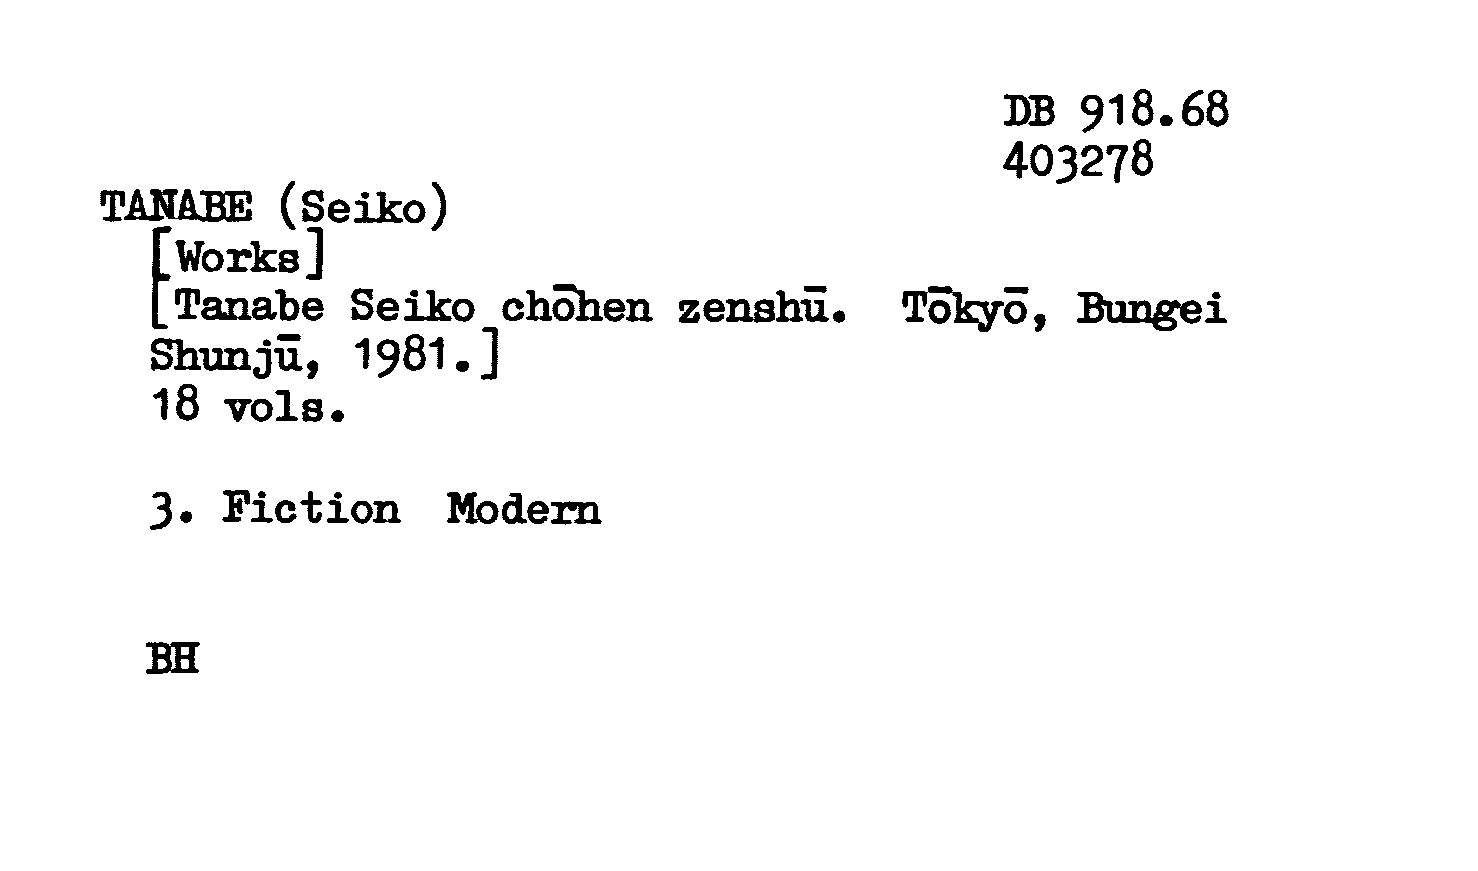 DB 918.68
403278
TANABE (Seiko)
[Works]
[Tanabe Seiko chōhen zenshū. Tōkyō, Bungei
Shunjū, 1981.]
18 vols.
3. Fiction Modern
BH